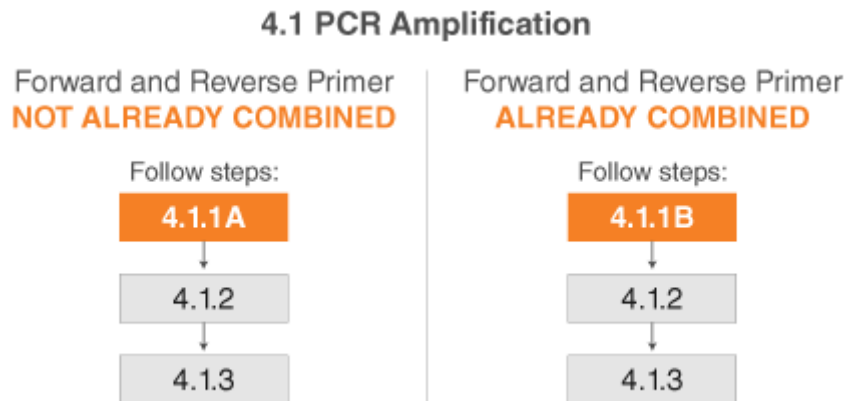 4.1 PCR Amplification
Forward and Reverse Primer
NOT ALREADY COMBINED
Follow steps:
4.1.1A
4.1.2
4.1.3
Forward and Reverse Primer
ALREADY COMBINED
Follow steps:
4.1.1B
4.1.2
4.1.3